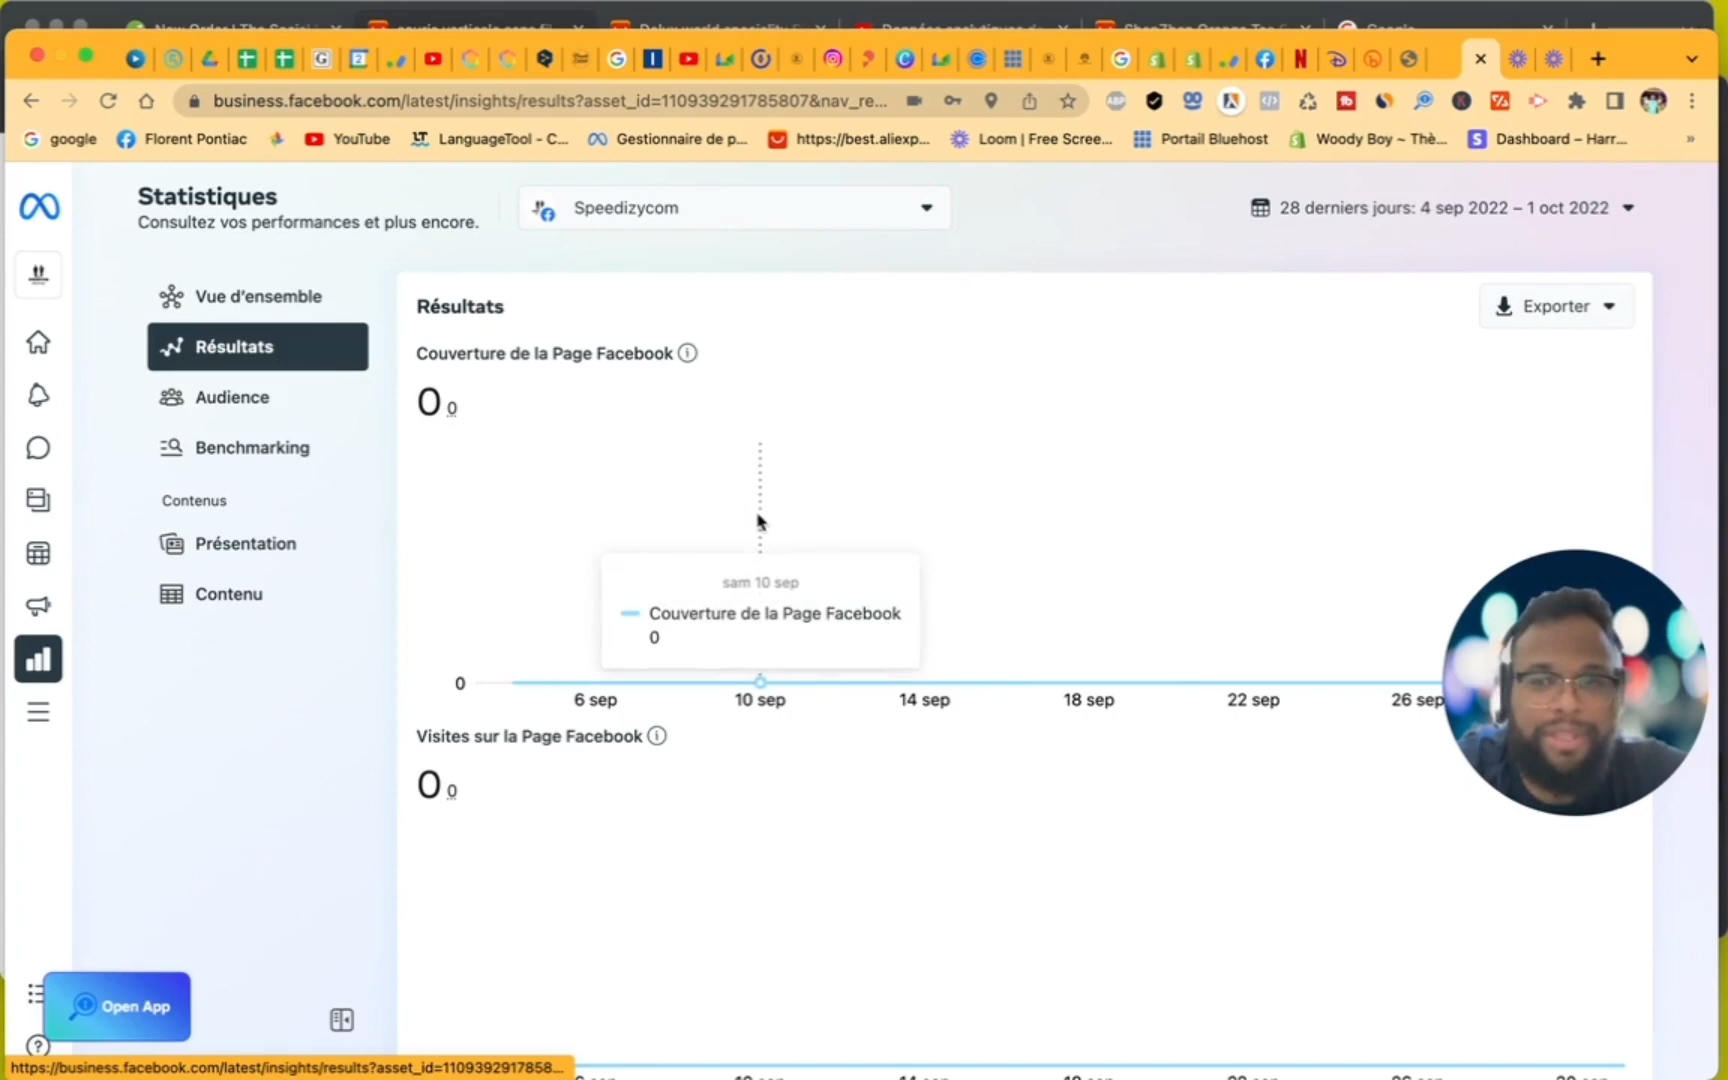 business.facebook.com/latest/insights/results?asset_id=110939291785807&nav_re...
google
Florent Pontiac
YouTube
LanguageTool - C...
Gestionnaire de p...
https://best.aliexp...
Loom | Free Scree...
Portail Bluehost
Woody Boy ~ Thè...
Dashboard – Harr...
»
Statistiques
Consultez vos performances et plus encore.
Speedizycom
28 derniers jours: 4 sep 2022 – 1 oct 2022
Vue d'ensemble
Résultats
Audience
Benchmarking
Contenus
Présentation
Contenu
Résultats
Exporter
Couverture de la Page Facebook
0 0
sam 10 sep
Couverture de la Page Facebook
0
0
6 sep 10 sep 14 sep 18 sep 22 sep 26 sep
Visites sur la Page Facebook
0 0
Open App
https://business.facebook.com/latest/insights/results?asset_id=1109392917858...